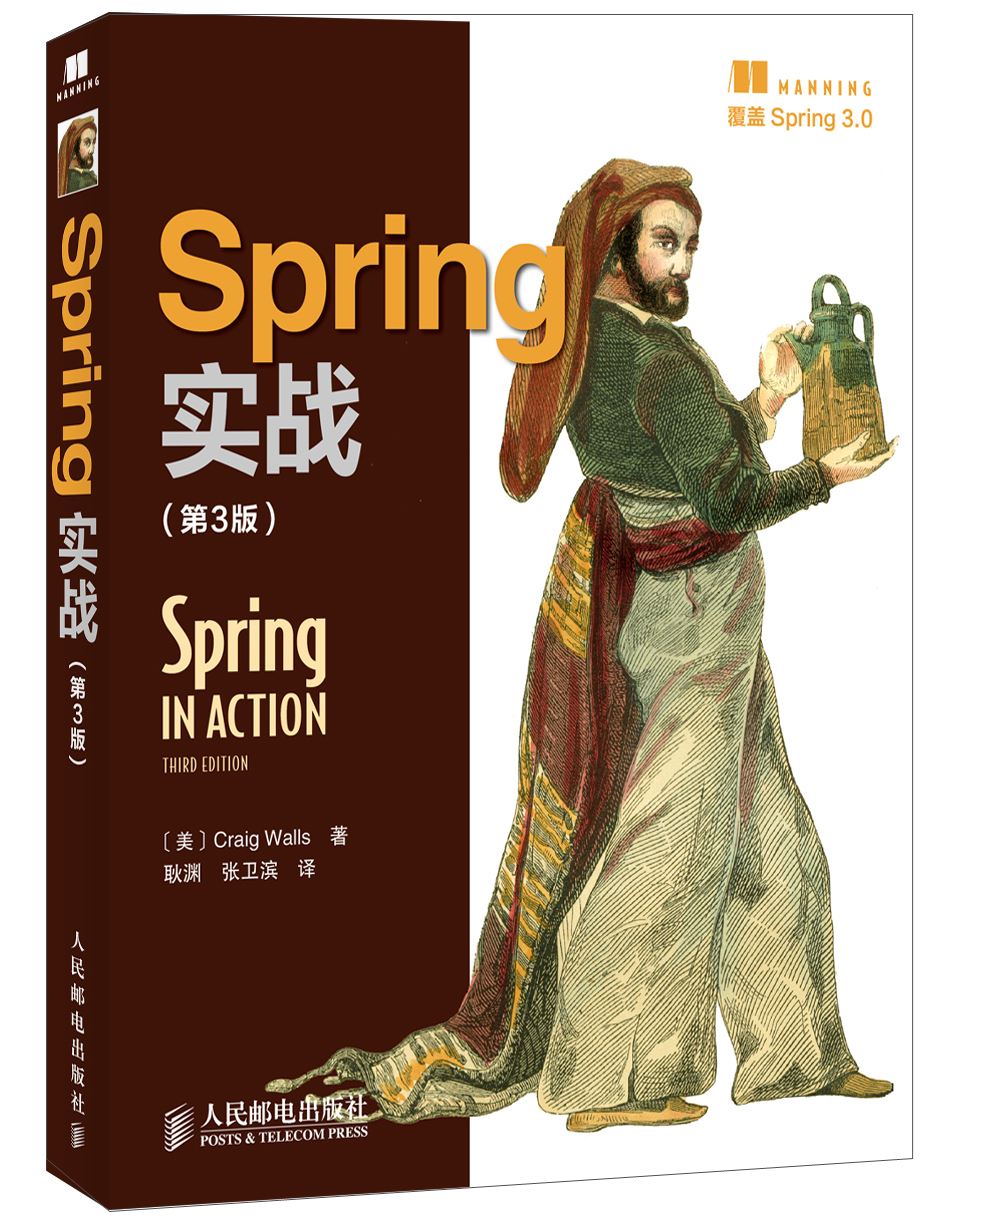 MANNING
Spring
实战
(第3版)
人民邮电出版社
MANNING
覆盖 Spring 3.0
Spring
实战
(第3版)
Spring
IN ACTION
THIRD EDITION
〔美〕Craig Walls 著
耿渊 张卫滨 译
人民邮电出版社
POSTS & TELECOM PRESS